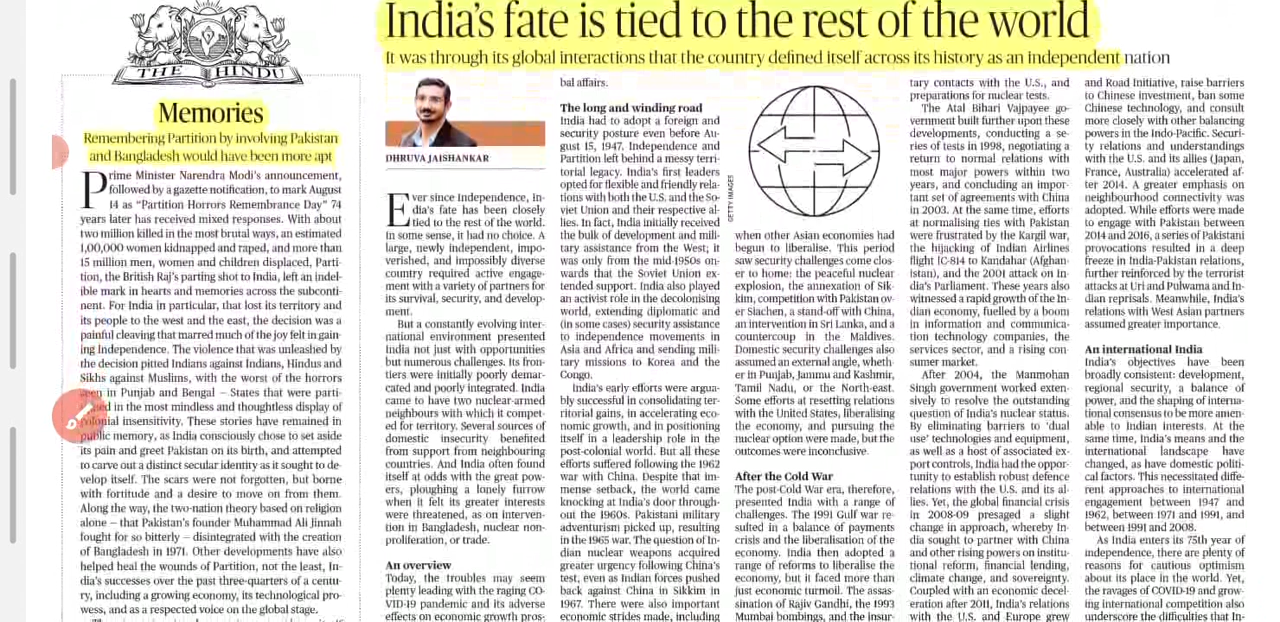 THE HINDU
Memories
Remembering Partition by involving Pakistan
and Bangladesh would have been more apt
Prime Minister Narendra Modi's announcement,
followed by a gazette notification, to mark August
14 as "Partition Horrors Remembrance Day" 74
years later has received mixed responses. With about
two million killed in the most brutal ways, an estimated
1,00,000 women kidnapped and raped, and more than
15 million men, women and children displaced, Parti-
tion, the British Raj's parting shot to India, left an indel-
ible mark in hearts and memories across the subconti-
nent. For India in particular, that lost its territory and
its people to the west and the east, the decision was a
painful cleaving that marred much of the joy felt in gain-
ing Independence. The violence that was unleashed by
the decision pitted Indians against Indians, Hindus and
Sikhs against Muslims, with the worst of the horrors
in Punjab and Bengal – States that were parti-
in the most mindless and thoughtless display of
colonial insensitivity. These stories have remained in
public memory, as India consciously chose to set aside
its pain and greet Pakistan on its birth, and attempted
to carve out a distinct secular identity as it sought to de-
velop itself. The scars were not forgotten, but borne
with fortitude and a desire to move on from them.
Along the way, the two-nation theory based on religion
alone – that Pakistan's founder Muhammad Ali Jinnah
fought for so bitterly – disintegrated with the creation
of Bangladesh in 1971. Other developments have also
helped heal the wounds of Partition, not the least, In-
dia's successes over the past three-quarters of a centu-
ry, including a growing economy, its technological pro-
wess, and as a respected voice on the global stage.
India's fate is tied to the rest of the world
It was through its global interactions that the country defined itself across its history as an independent nation
DHRUVA JAISHANKAR
Ever since Independence, In-
dia's fate has been closely
tied to the rest of the world.
In some sense, it had no choice. A
large, newly independent, impo-
verished, and impossibly diverse
country required active engage-
ment with a variety of partners for
its survival, security, and develop-
ment.
But a constantly evolving inter-
national environment presented
India not just with opportunities
but numerous challenges. Its fron-
tiers were initially poorly demar-
cated and poorly integrated. India
came to have two nuclear-armed
neighbours with which it compet-
ed for territory. Several sources of
domestic insecurity benefited
from support from neighbouring
countries. And India often found
itself at odds with the great pow-
ers, ploughing a lonely furrow
when it felt its greater interests
were threatened, as on interven-
tion in Bangladesh, nuclear non-
proliferation, or trade.
An overview
Today, the troubles may seem
plenty leading with the raging CO-
VID-19 pandemic and its adverse
effects on economic growth pros-
bal affairs.
The long and winding road
India had to adopt a foreign and
security posture even before Au-
gust 15, 1947. Independence and
Partition left behind a messy terri-
torial legacy. India's first leaders
opted for flexible and friendly rela-
tions with both the U.S. and the So-
viet Union and their respective al-
lies. In fact, India initially received
the bulk of development and mili-
tary assistance from the West; it
was only from the mid-1950s on-
wards that the Soviet Union ex-
tended support. India also played
an activist role in the decolonising
world, extending diplomatic and
(in some cases) security assistance
to independence movements in
Asia and Africa and sending mili-
tary missions to Korea and the
Congo.
India's early efforts were argua-
bly successful in consolidating ter-
ritorial gains, in accelerating eco-
nomic growth, and in positioning
itself in a leadership role in the
post-colonial world. But all these
efforts suffered following the 1962
war with China. Despite that im-
mense setback, the world came
knocking at India's door through-
out the 1960s. Pakistani military
adventurism picked up, resulting
in the 1965 war. The question of In-
dian nuclear weapons acquired
greater urgency following China's
test, even as Indian forces pushed
back against China in Sikkim in
1967. There were also important
economic strides made, including
GETTY IMAGES
when other Asian economies had
begun to liberalise. This period
saw security challenges come clos-
er to home: the peaceful nuclear
explosion, the annexation of Sik-
kim, competition with Pakistan ov-
er Siachen, a stand-off with China,
an intervention in Sri Lanka, and a
countercoup in the Maldives.
Domestic security challenges also
assumed an external angle, wheth-
er in Punjab, Jammu and Kashmir,
Tamil Nadu, or the North-east.
Some efforts at resetting relations
with the United States, liberalising
the economy, and pursuing the
nuclear option were made, but the
outcomes were inconclusive.
After the Cold War
The post-Cold War era, therefore,
presented India with a range of
challenges. The 1991 Gulf war re-
sulted in a balance of payments
crisis and the liberalisation of the
economy. India then adopted a
range of reforms to liberalise the
economy, but it faced more than
just economic turmoil. The assas-
sination of Rajiv Gandhi, the 1993
Mumbai bombings, and the insur-
tary contacts with the U.S., and
preparations for nuclear tests.
The Atal Bihari Vajpayee go-
vernment built further upon these
developments, conducting a se-
ries of tests in 1998, negotiating a
return to normal relations with
most major powers within two
years, and concluding an impor-
tant set of agreements with China
in 2003. At the same time, efforts
at normalising ties with Pakistan
were frustrated by the Kargil war,
the hijacking of Indian Airlines
flight IC-814 to Kandahar (Afghan-
istan), and the 2001 attack on In-
dia's Parliament. These years also
witnessed a rapid growth of the In-
dian economy, fuelled by a boom
in information and communica-
tion technology companies, the
services sector, and a rising con-
sumer market.
After 2004, the Manmohan
Singh government worked exten-
sively to resolve the outstanding
question of India's nuclear status.
By eliminating barriers to 'dual
use' technologies and equipment,
as well as a host of associated ex-
port controls, India had the oppor-
tunity to establish robust defence
relations with the U.S. and its al-
lies. Yet, the global financial crisis
in 2008-09 presaged a slight
change in approach, whereby In-
dia sought to partner with China
and other rising powers on institu-
tional reform, financial lending,
climate change, and sovereignty.
Coupled with an economic decel-
eration after 2011, India's relations
with the U.S. and Europe grew
and Road Initiative, raise barriers
to Chinese investment, ban some
Chinese technology, and consult
more closely with other balancing
powers in the Indo-Pacific. Securi-
ty relations and understandings
with the U.S. and its allies (Japan,
France, Australia) accelerated af-
ter 2014. A greater emphasis on
neighbourhood connectivity was
adopted. While efforts were made
to engage with Pakistan between
2014 and 2016, a series of Pakistani
provocations resulted in a deep
freeze in India-Pakistan relations,
further reinforced by the terrorist
attacks at Uri and Pulwama and In-
dian reprisals. Meanwhile, India's
relations with West Asian partners
assumed greater importance.
An international India
India's objectives have been
broadly consistent: development,
regional security, a balance of
power, and the shaping of interna-
tional consensus to be more amen-
able to Indian interests. At the
same time, India's means and the
international landscape have
changed, as have domestic politi-
cal factors. This necessitated differ-
ent approaches to international
engagement between 1947 and
1962, between 1971 and 1991, and
between 1991 and 2008.
As India enters its 75th year of
independence, there are plenty of
reasons for cautious optimism
about its place in the world. Yet,
the ravages of COVID-19 and grow-
ing international competition also
underscore the difficulties that In-